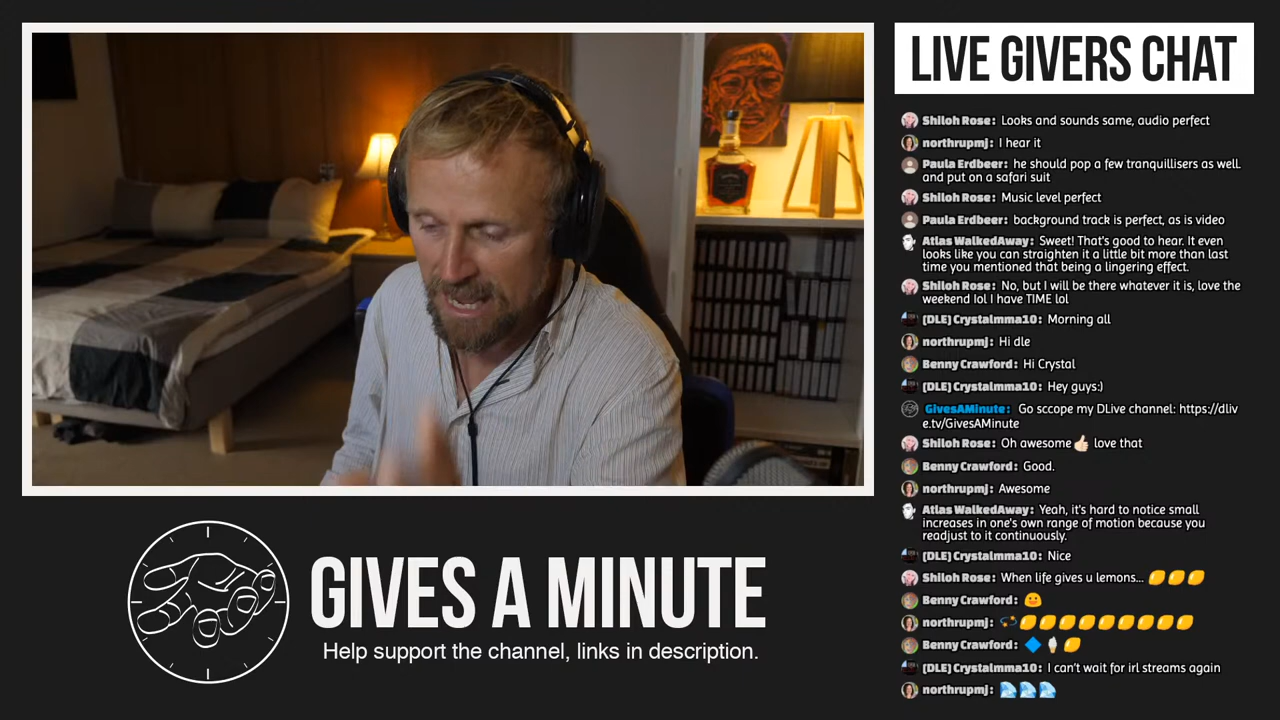 LIVE GIVERS CHAT
Shiloh Rose: Looks and sounds same, audio perfect
northrupmj: I hear it
Paula Erdbeer: he should pop a few tranquillisers as well.
and put on a safari suit
Shiloh Rose: Music level perfect
Paula Erdbeer: background track is perfect, as is video
Atlas WalkedAway: Sweet! That's good to hear. It even
looks like you can straighten it a little bit more than last
time you mentioned that being a lingering effect.
Shiloh Rose: No, but I will be there whatever it is, love the
weekend lol I have TIME lol
(DLE) Crystalmma10: Morning all
northrupmj: Hi dle
Benny Crawford: Hi Crystal
(DLE) Crystalmma10: Hey guys:)
GivesAMinute: Go sccope my DLive channel: https://dliv
e.tv/GivesAMinute
Shiloh Rose: Oh awesome👍🏻 love that
Benny Crawford: Good.
northrupmj: Awesome
Atlas WalkedAway: Yeah, it's hard to notice small
increases in one's own range of motion because you
readjust to it continuously.
(DLE) Crystalmma10: Nice
Shiloh Rose: When life gives u lemons... 🍋🍋🍋
Benny Crawford: 😃
northrupmj: 💫🍋🍋🍋🍋🍋🍋🍋🍋🍋
Benny Crawford: 🔷🍦🍋
(DLE) Crystalmma10: I can't wait for irl streams again
northrupmj: 🌊🌊🌊
GIVES A MINUTE
Help support the channel, links in description.